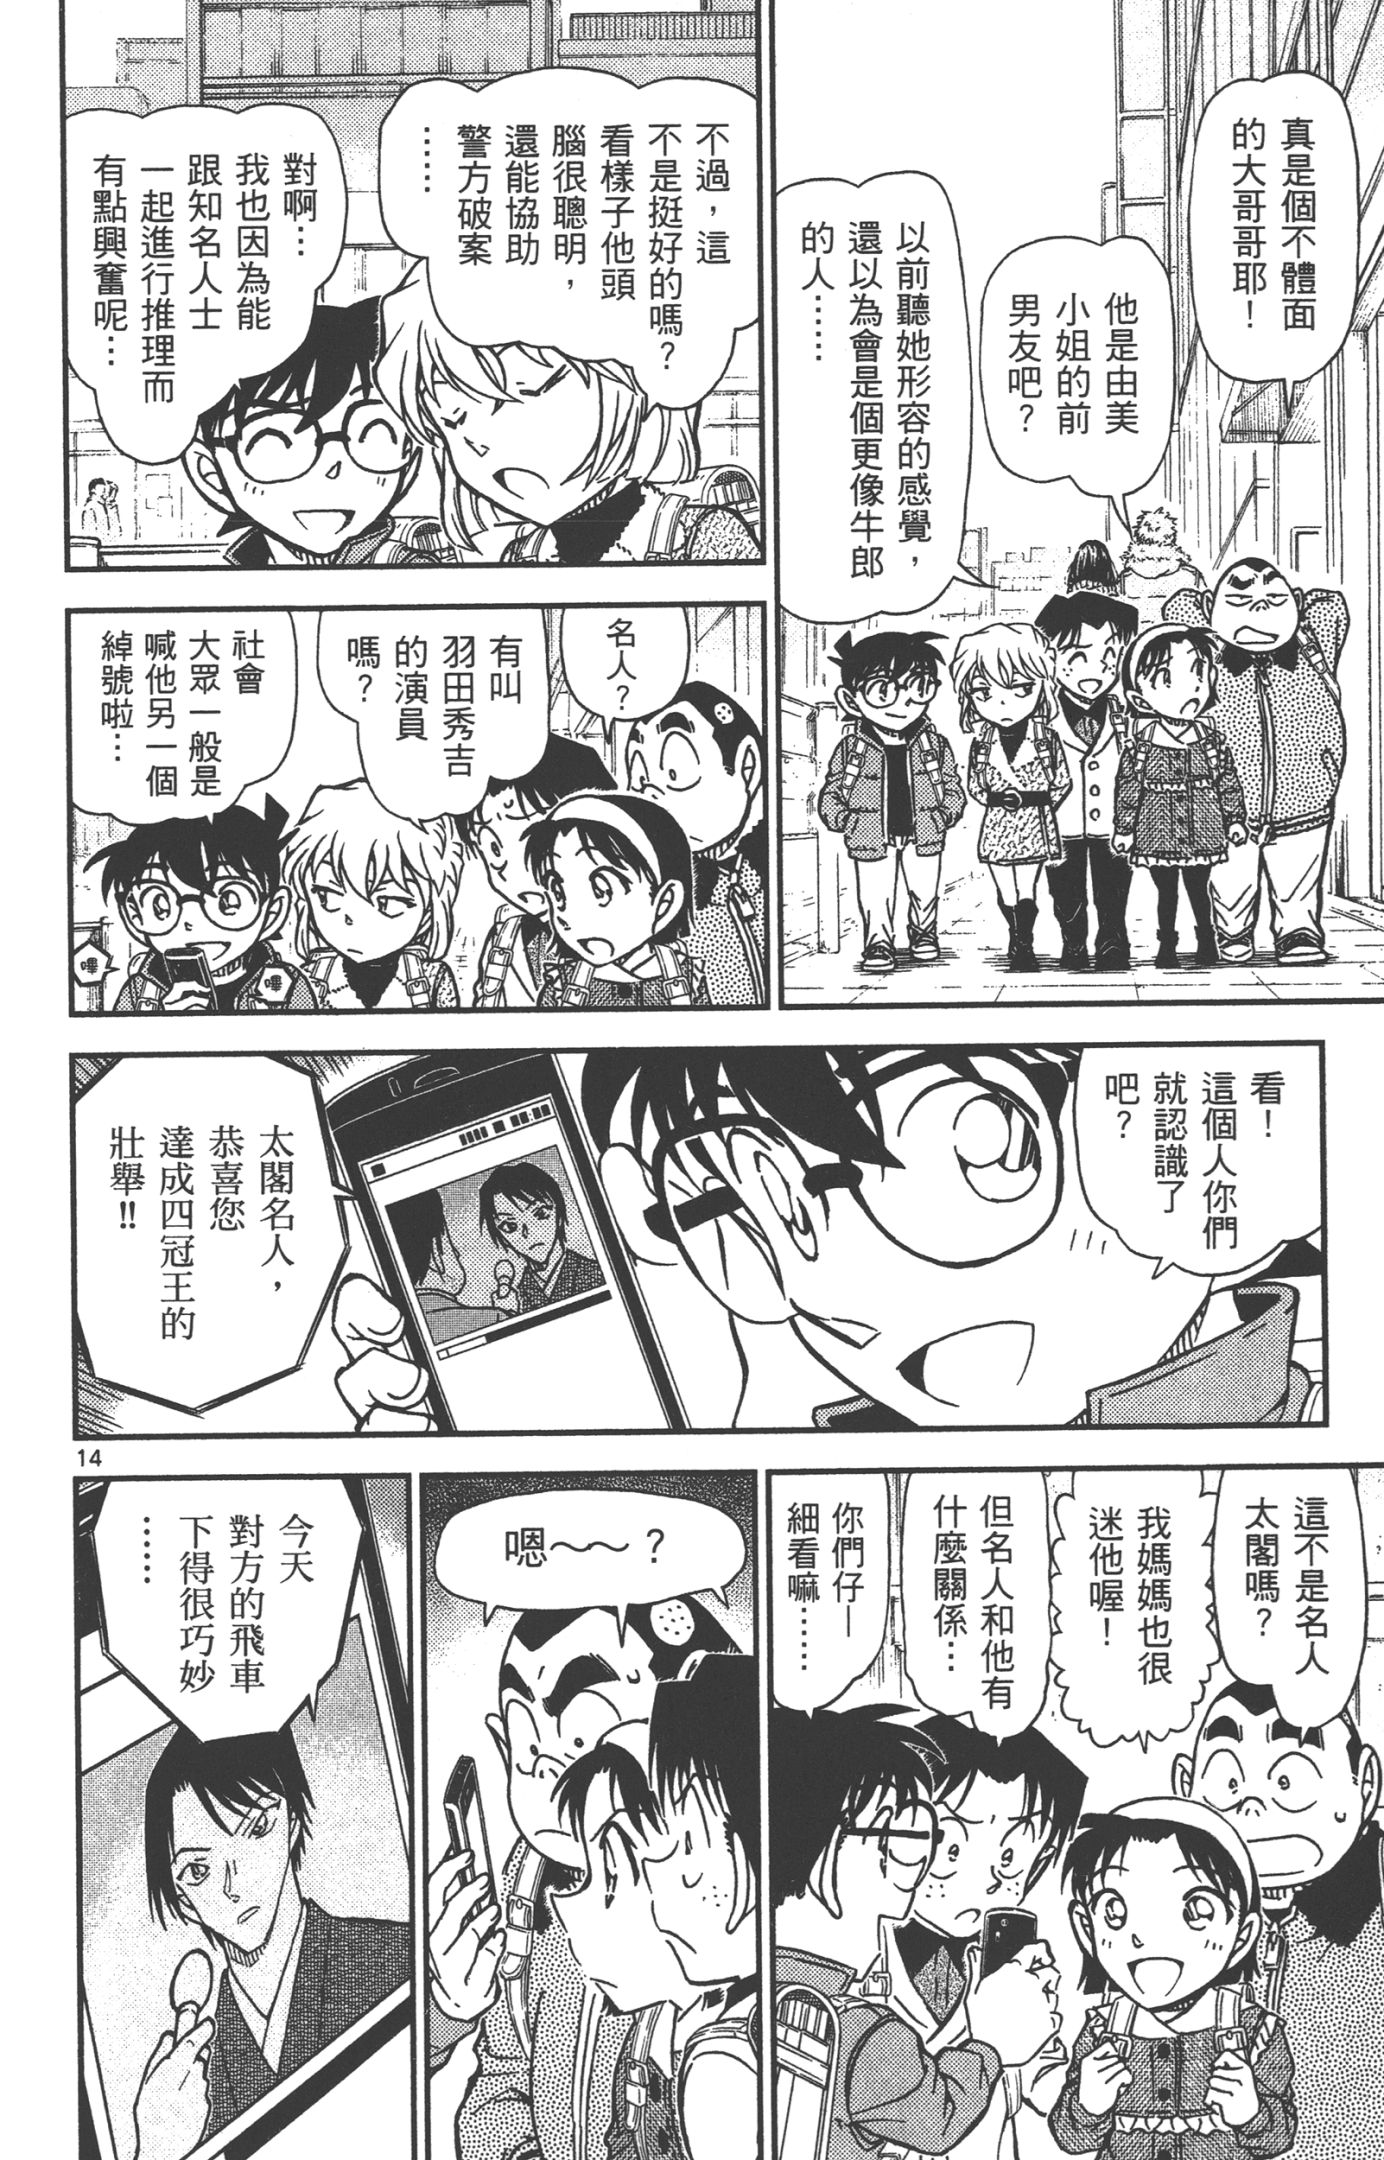 真是個不體面
的大哥哥耶！
他是由美
小姐的前
男友吧？
以前聽她形容的感覺，
還以為會是個更像牛郎
的人……
不過，這
不是挺好的嗎？
看樣子他頭
腦很聰明，
還能協助
警方破案
……
對啊…
我也因為能
跟知名人士
一起進行推理而
有點興奮呢…
名人？
有叫
羽田秀吉
的演員
嗎？
社會
大眾一般是
喊他另一個
綽號啦…
嗶
嗶
看！
這個人你們
就認識了
吧？
太閣名人，
恭喜您
達成四冠王的
壯舉！！
14
這不是名人
太閣嗎？
我媽媽也很
迷他喔！
但名人和他有
什麼關係…
你們仔—
細看嘛……
嗯～～？
今天
對方的飛車
下得很巧妙
……